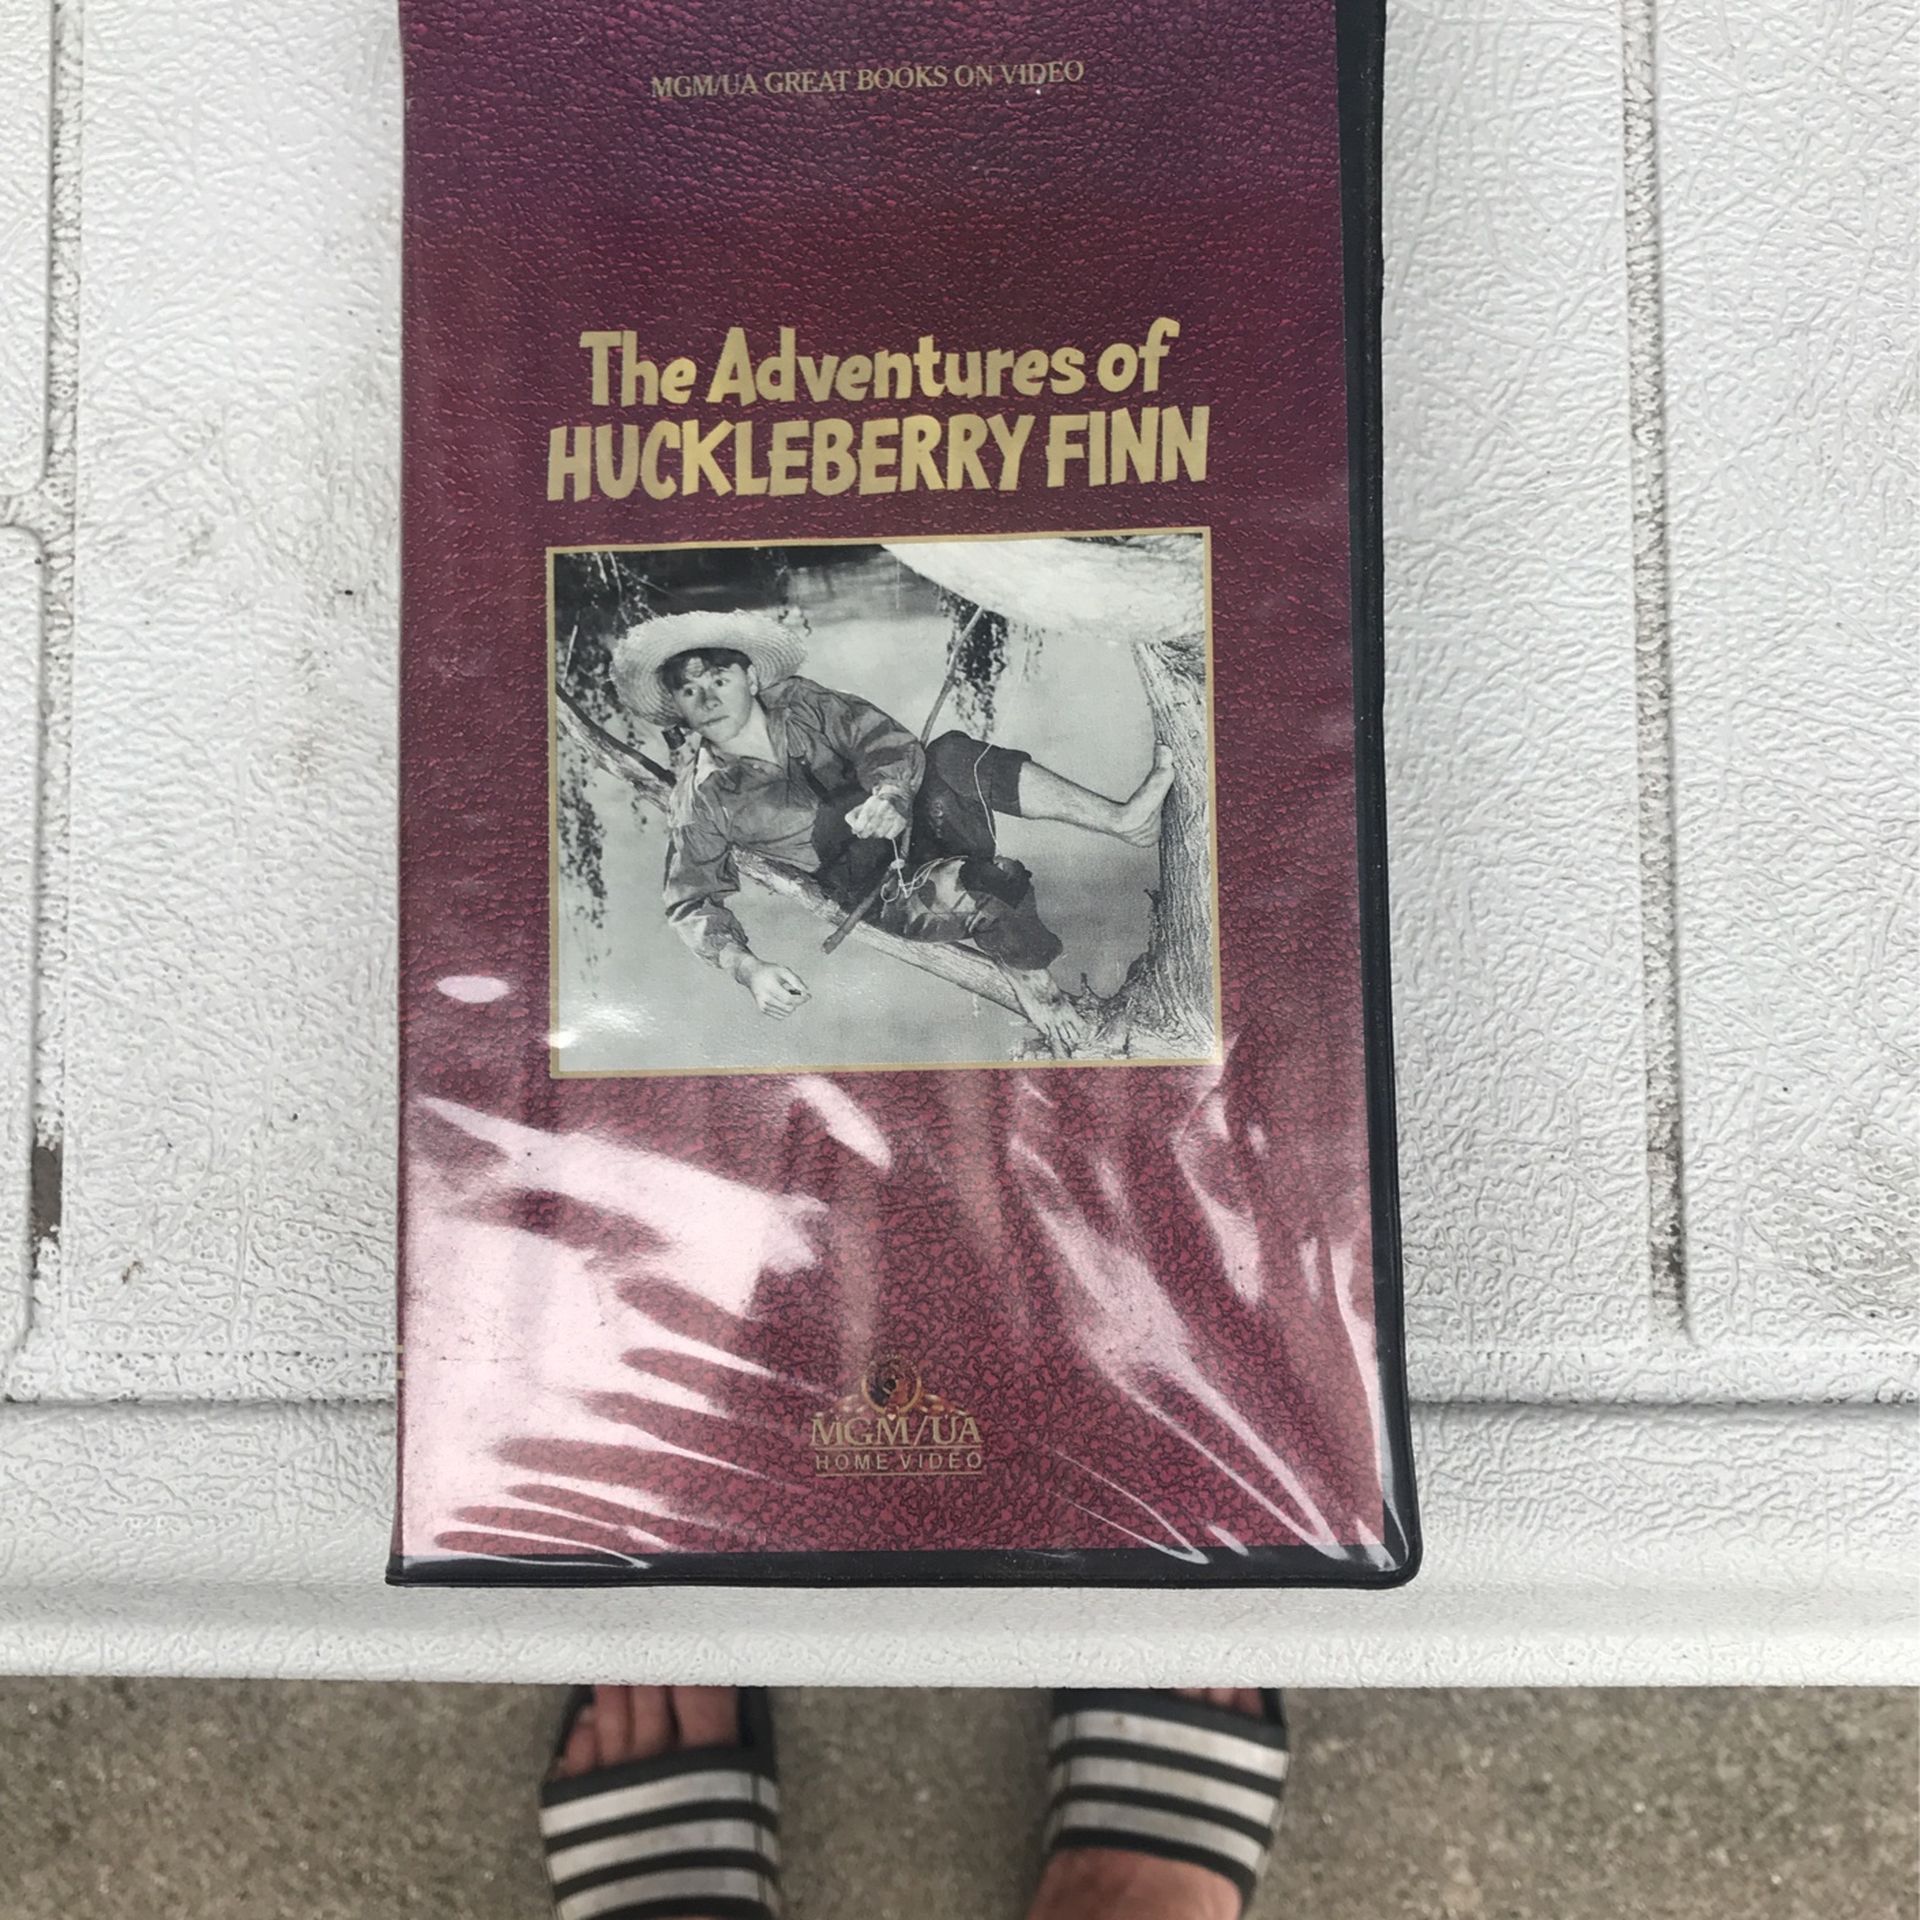 MGM/UA GREAT BOOKS ON VIDEO
The Adventures of
HUCKLEBERRY FINN
MGM/UA
HOME VIDEO